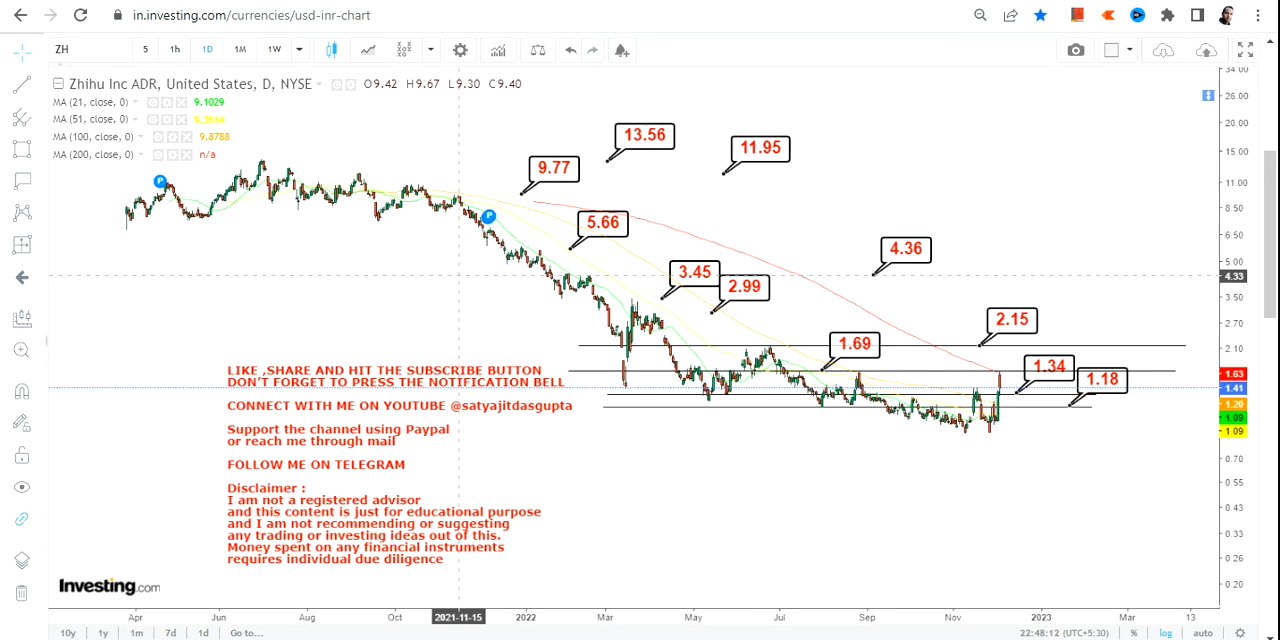 in.investing.com/currencies/usd-inr-chart
ZH 5 1h 1D 1M 1W
Zhihu Inc ADR, United States, D, NYSE O9.42 H9.67 L9.30 C9.40
MA (21, close, 0) 9.1029
MA (51, close, 0)
MA (100, close, 0) 9.8788
MA (200, close, 0) n/a
P
P
13.56
11.95
9.77
5.66
4.36
3.45
2.99
2.15
1.69
1.34
1.18
LIKE ,SHARE AND HIT THE SUBSCRIBE BUTTON
DON'T FORGET TO PRESS THE NOTIFICATION BELL
CONNECT WITH ME ON YOUTUBE @satyajitdasgupta
Support the channel using Paypal
or reach me through mail
FOLLOW ME ON TELEGRAM
Disclaimer :
I am not a registered advisor
and this content is just for educational purpose
and I am not recommending or suggesting
any trading or investing ideas out of this.
Money spent on any financial instruments
requires individual due diligence
34.00
26.00
20.00
15.00
11.00
8.50
6.50
5.00
4.33
3.50
2.70
2.10
1.63
1.41
1.20
1.09
1.09
0.70
0.55
0.43
0.33
0.26
0.20
Investing.com
Apr Jun Aug Oct 2021-11-15 2022 Mar May Jul Sep Nov 2023 Mar 13
10y 1y 1m 7d 1d Go to... 22:48:12 (UTC+5:30) % log auto